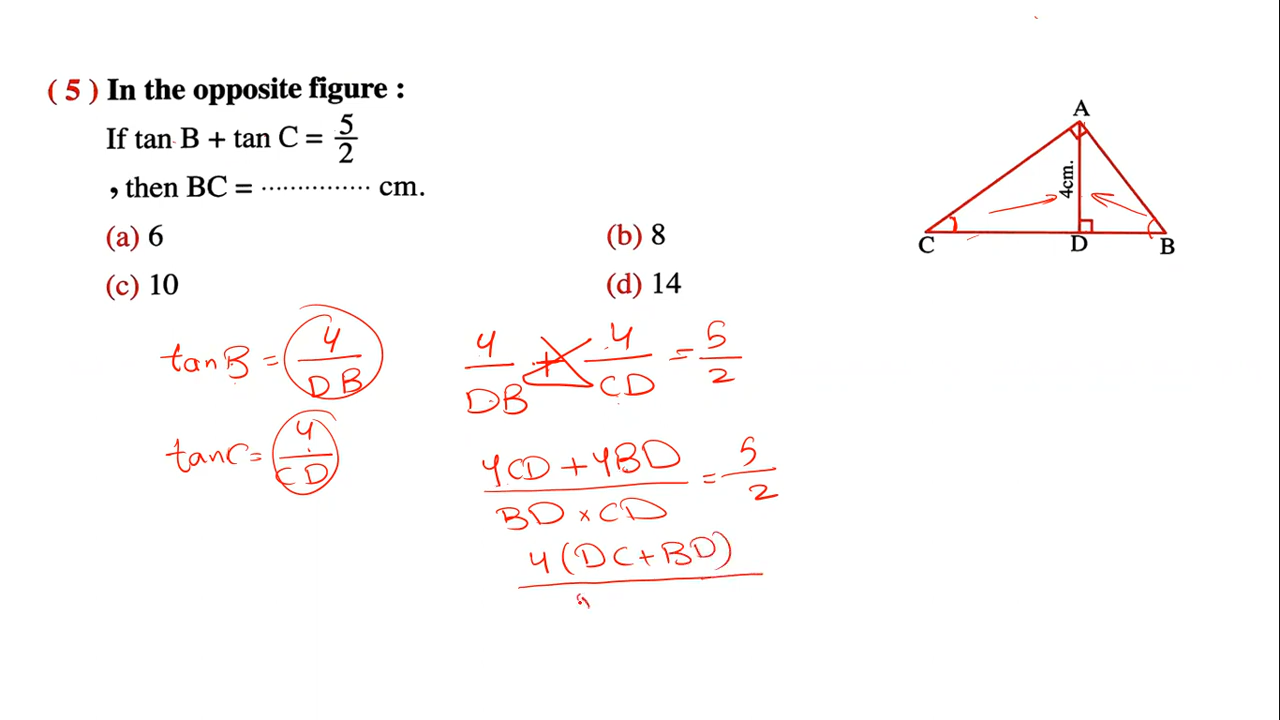 ( 5 ) In the opposite figure :
If tan B + tan C = 5/2
, then BC = ............... cm.
(a) 6
(b) 8
(c) 10
(d) 14
A
4cm.
C
D
B
tanB = 4/DB
tanC = 4/CD
4/DB + 4/CD = 5/2
4CD + 4BD / BD × CD = 5/2
4(DC + BD)